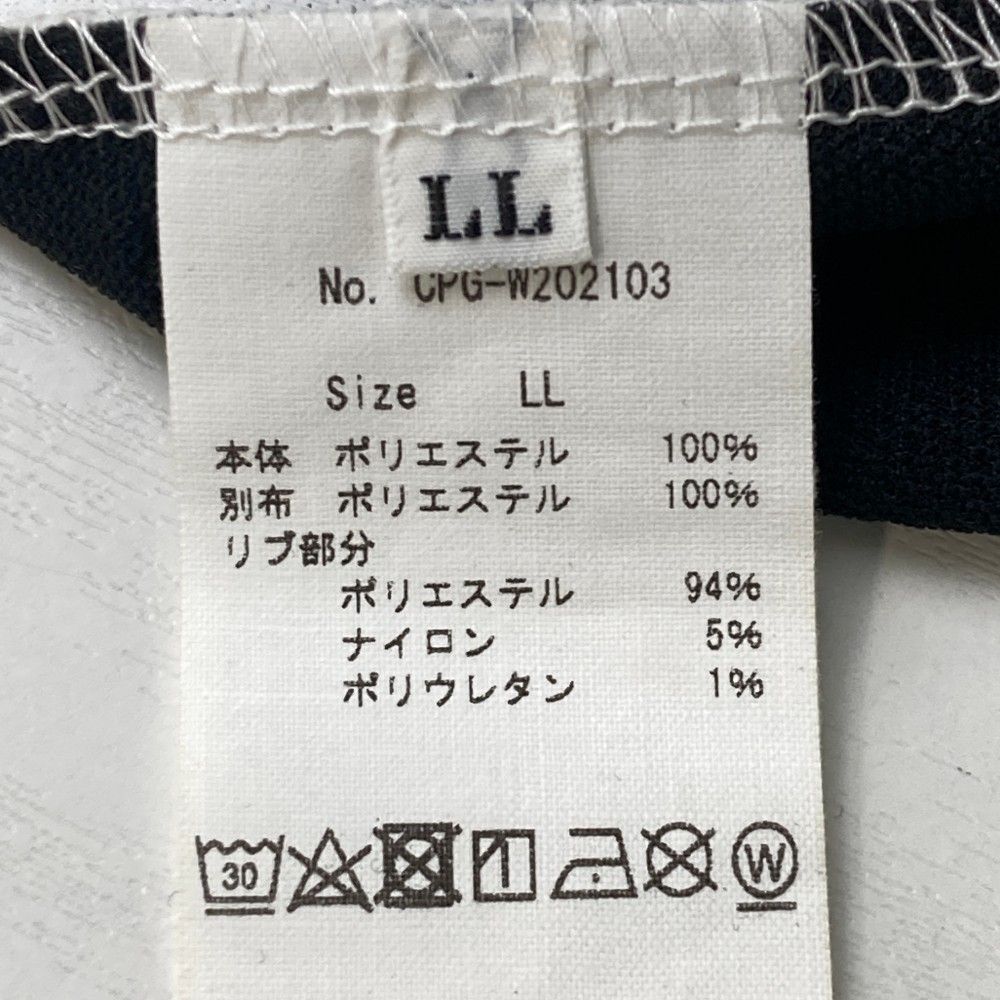 LL
No. CPG-W202103
Size LL
本体 ポリエステル 100%
別布 ポリエステル 100%
リブ部分
ポリエステル 94%
ナイロン 5%
ポリウレタン 1%
30 W